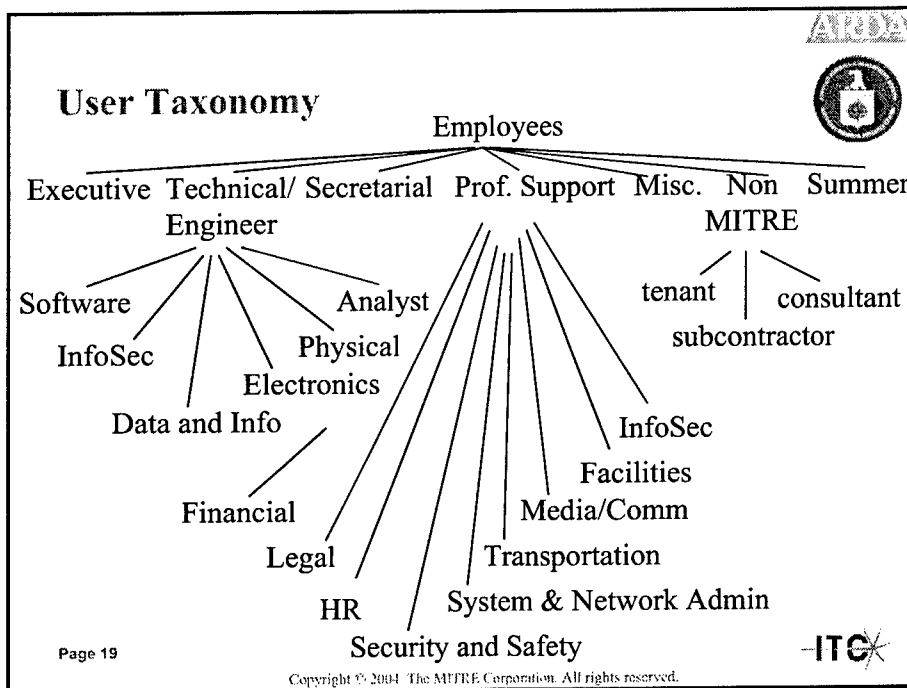 ARDA
User Taxonomy
Employees
Executive Technical/ Secretarial Prof. Support Misc. Non Summer
Engineer MITRE
Software Analyst tenant consultant
InfoSec Physical subcontractor
Electronics
Data and Info InfoSec
Facilities
Financial Media/Comm
Legal Transportation
HR System & Network Admin
Page 19 Security and Safety ITC
Copyright © 2004 The MITRE Corporation. All rights reserved.